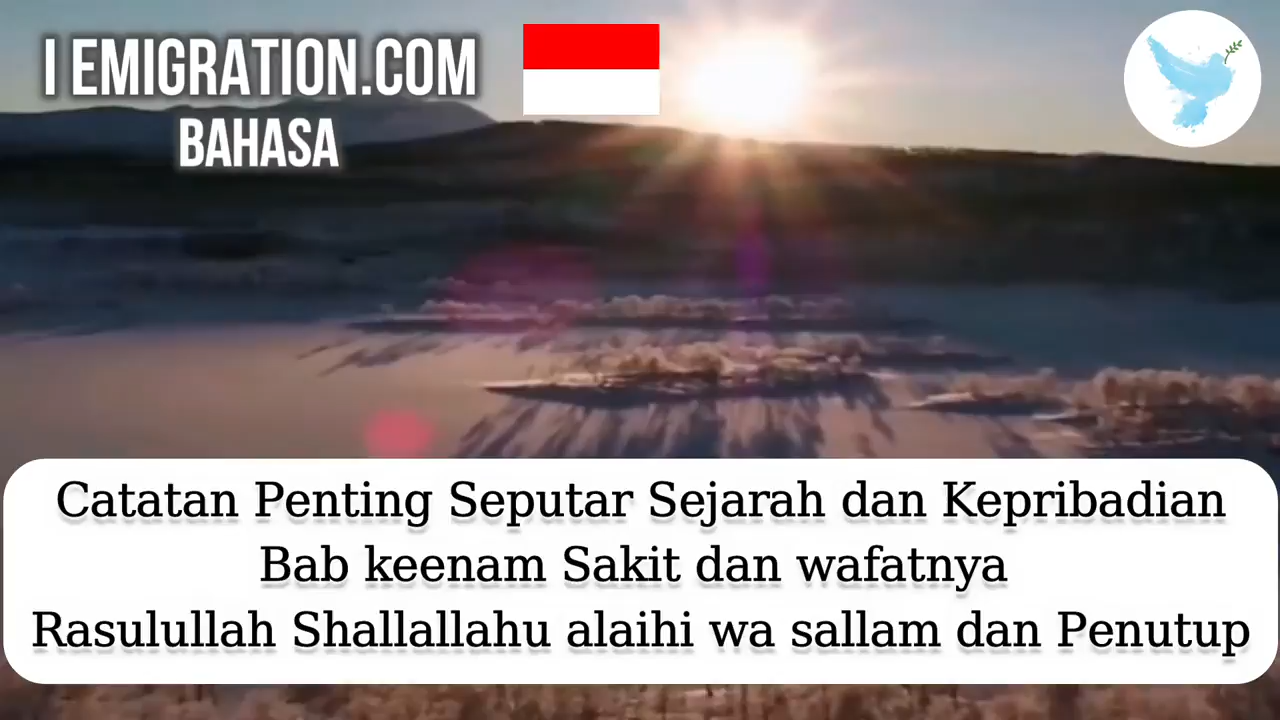 I EMIGRATION.COM
BAHASA
Catatan Penting Seputar Sejarah dan Kepribadian
Bab keenam Sakit dan wafatnya
Rasulullah Shallallahu alaihi wa sallam dan Penutup